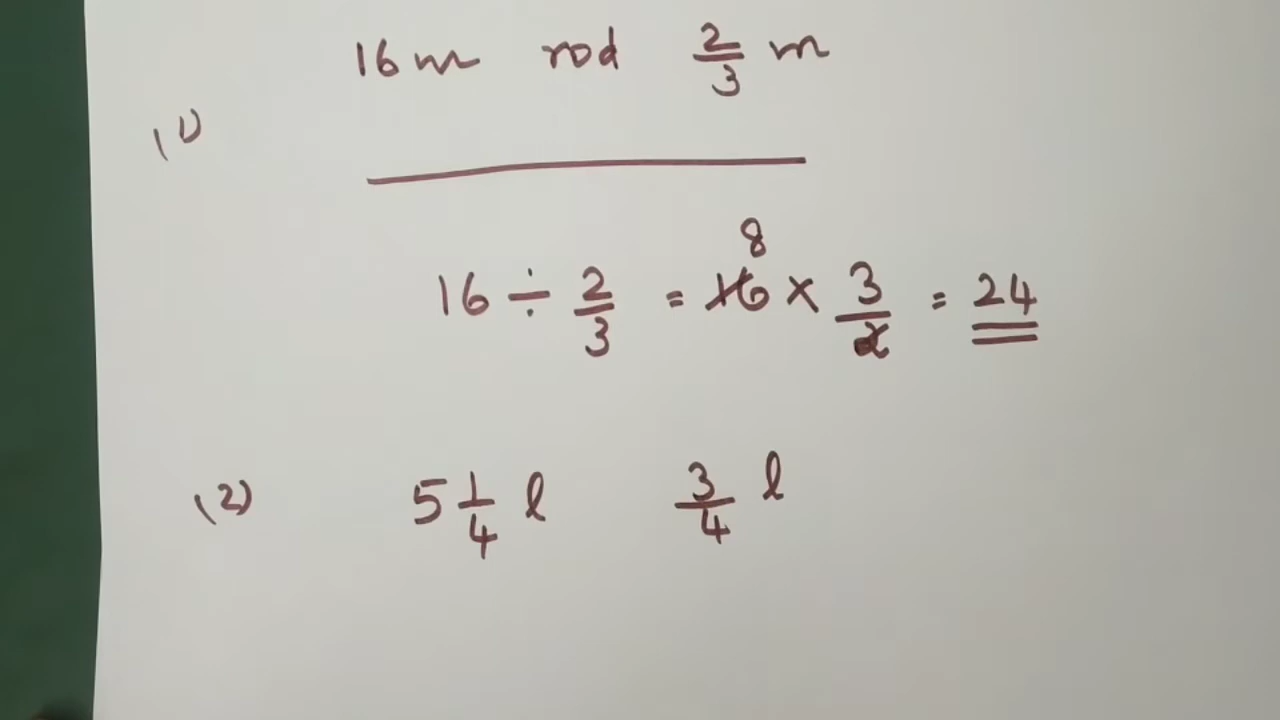 16 m rod 2/3 m
(1)
16 ÷ 2/3 = 16 × 3/2 = 24
8
(2) 5 1/4 l 3/4 l